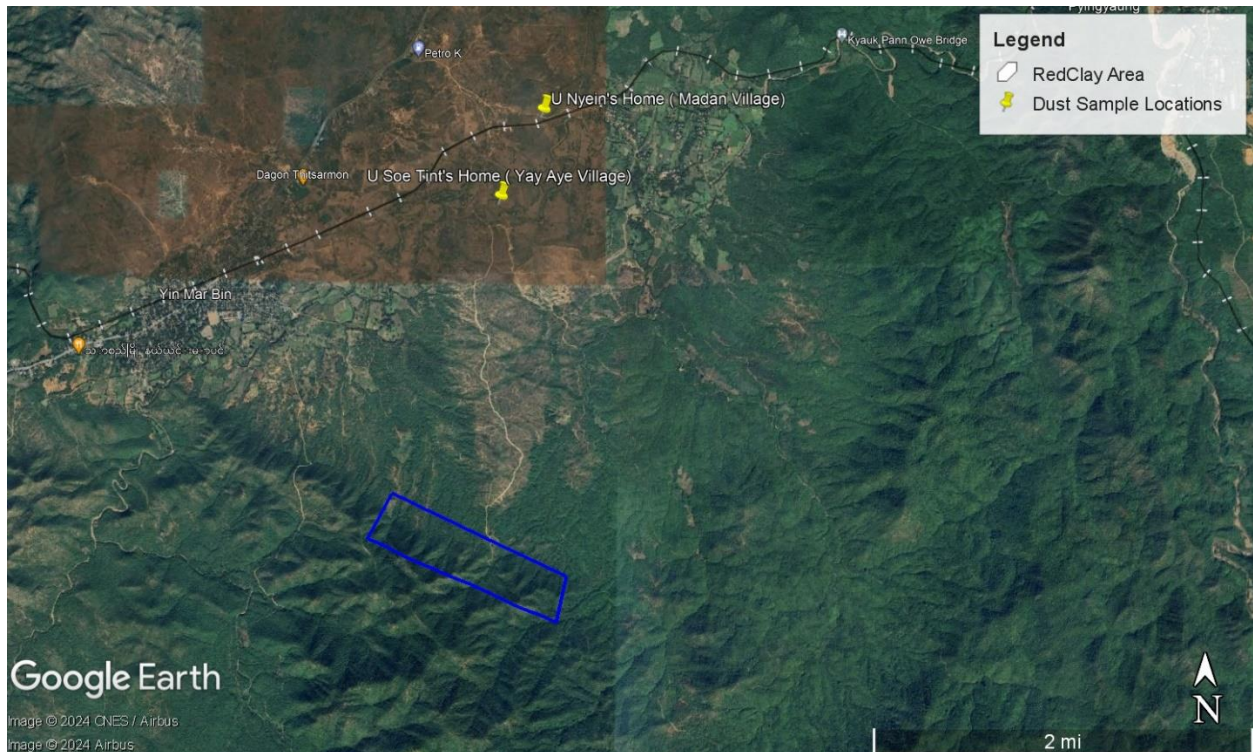 Pyingyaung
Legend
RedClay Area
Dust Sample Locations
Kyauk Pann Owe Bridge
Petro K
U Nyein's Home ( Madan Village)
Dagon Thitsarmon
U Soe Tint's Home ( Yay Aye Village)
Yin Mar Bin
Google Earth
N
Image © 2024 CNES / Airbus
Image © 2024 Airbus
2 mi